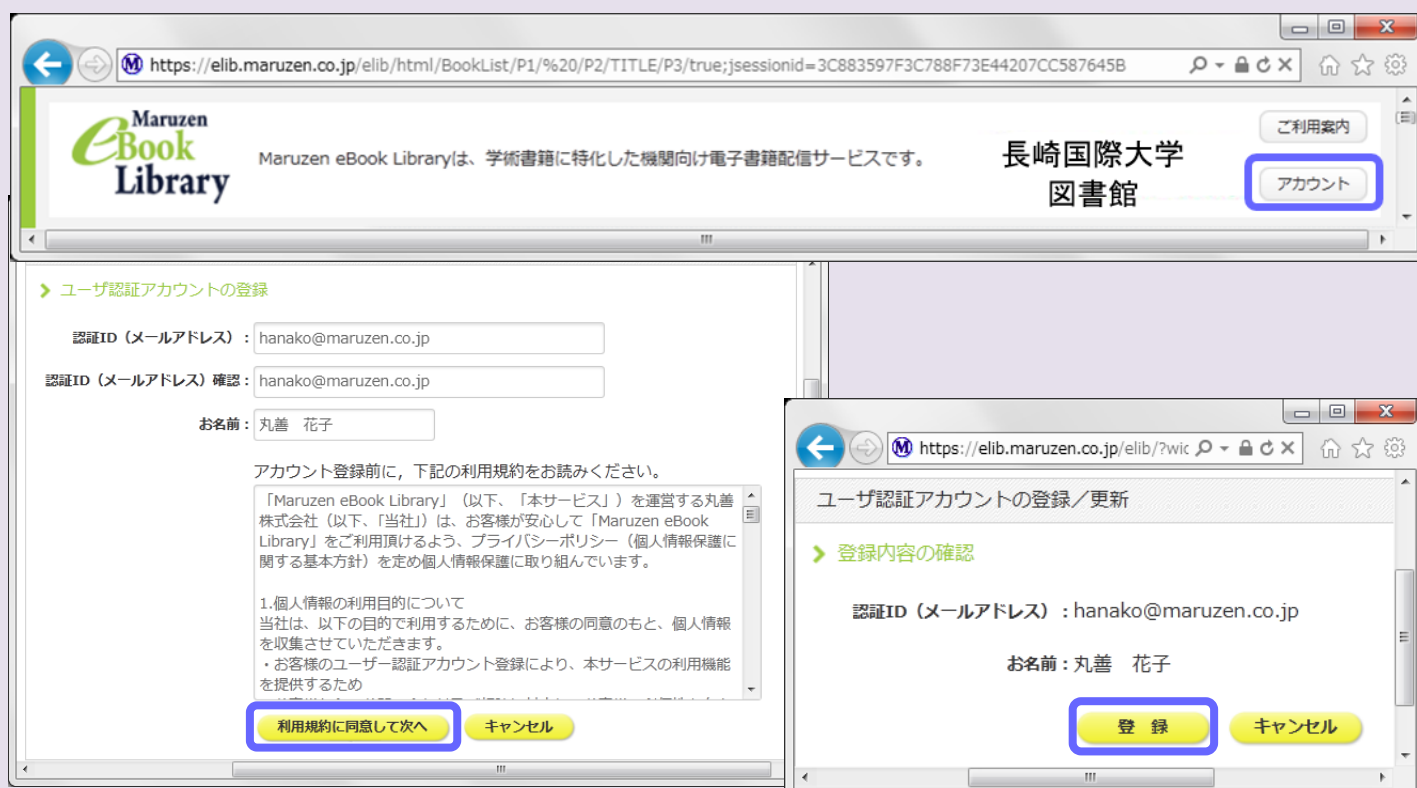 https://elib.maruzen.co.jp/elib/html/BookList/P1/%20/P2/TITLE/P3/true;jsessionid=3C883597F3C788F73E44207CC587645B
Maruzen
eBook
Library
Maruzen eBook Libraryは、学術書籍に特化した機関向け電子書籍配信サービスです。
長崎国際大学
図書館
ご利用案内
アカウント
ユーザ認証アカウントの登録
認証ID（メールアドレス）：hanako@maruzen.co.jp
認証ID（メールアドレス）確認：hanako@maruzen.co.jp
お名前：丸善　花子
アカウント登録前に，下記の利用規約をお読みください。
「Maruzen eBook Library」（以下、「本サービス」）を運営する丸善
株式会社（以下、「当社」）は、お客様が安心して「Maruzen eBook
Library」をご利用頂けるよう、プライバシーポリシー（個人情報保護に
関する基本方針）を定め個人情報保護に取り組んでいます。
1.個人情報の利用目的について
当社は、以下の目的で利用するために、お客様の同意のもと、個人情報
を収集させていただきます。
・お客様のユーザー認証アカウント登録により、本サービスの利用機能
を提供するため
利用規約に同意して次へ
キャンセル
https://elib.maruzen.co.jp/elib/?wic
ユーザ認証アカウントの登録／更新
登録内容の確認
認証ID（メールアドレス）：hanako@maruzen.co.jp
お名前：丸善　花子
登　録
キャンセル